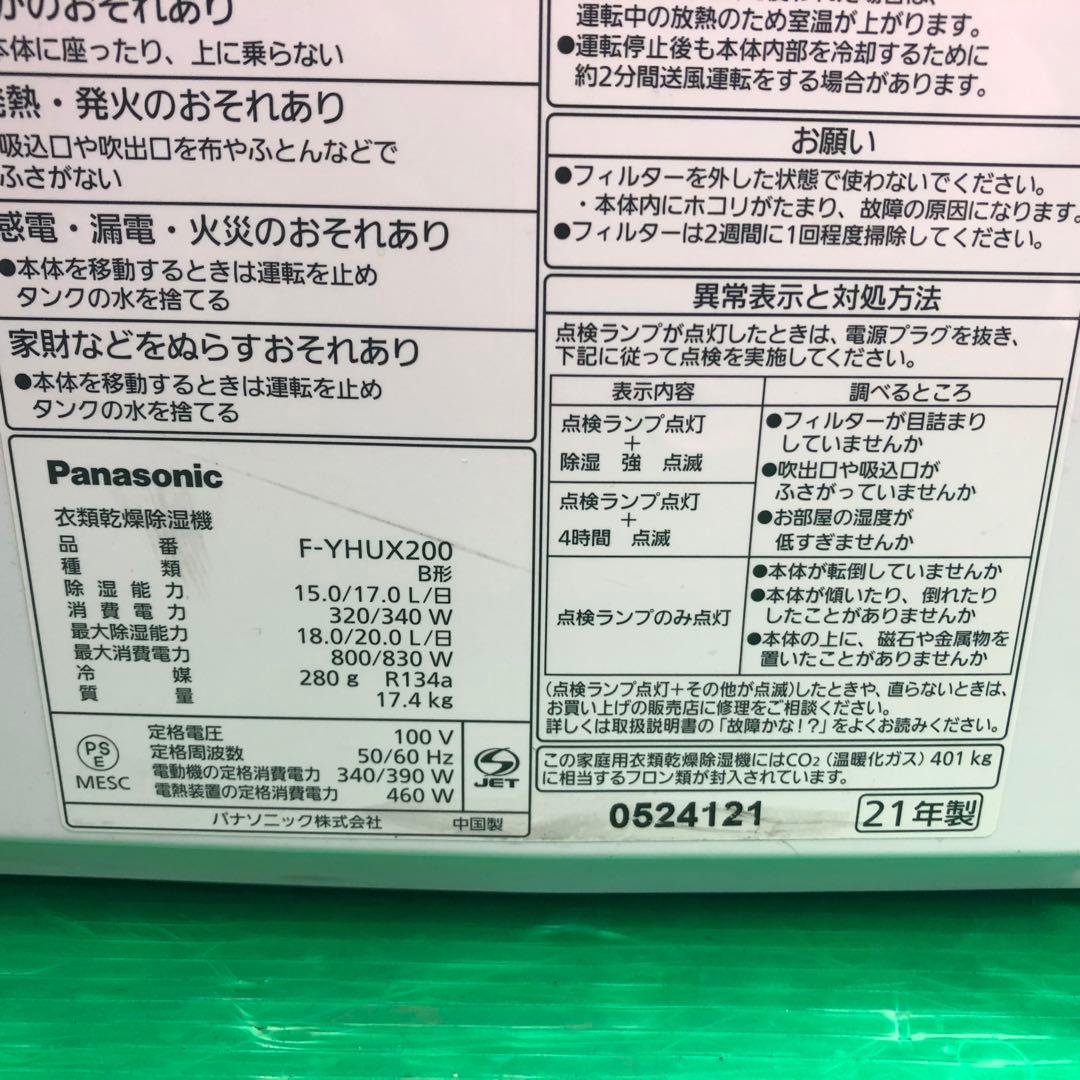 かのおそれあり
本体に座ったり、上に乗らない
発熱・発火のおそれあり
吸込口や吹出口を布やふとんなどで
ふさがない
感電・漏電・火災のおそれあり
●本体を移動するときは運転を止め
タンクの水を捨てる
家財などをぬらすおそれあり
●本体を移動するときは運転を止め
タンクの水を捨てる
Panasonic
衣類乾燥除湿機
品番 F-YHUX200
種類 B形
除湿能力 15.0/17.0 L/日
消費電力 320/340 W
最大除湿能力 18.0/20.0 L/日
最大消費電力 800/830 W
冷媒 280 g R134a
質量 17.4 kg
PSE
MESC
定格電圧 100 V
定格周波数 50/60 Hz
電動機の定格消費電力 340/390 W
電熱装置の定格消費電力 460 W
JET
パナソニック株式会社 中国製
運転中の放熱のため室温が上がります。
●運転停止後も本体内部を冷却するために
約2分間送風運転をする場合があります。
お願い
●フィルターを外した状態で使わないでください。
・本体内にホコリがたまり、故障の原因になります。
●フィルターは2週間に1回程度掃除してください。
異常表示と対処方法
点検ランプが点灯したときは、電源プラグを抜き、
下記に従って点検を実施してください。
表示内容 調べるところ
点検ランプ点灯
+
除湿 強 点滅
点検ランプ点灯
+
4時間 点滅
●フィルターが目詰まり
していませんか
●吹出口や吸込口が
ふさがっていませんか
●お部屋の湿度が
低すぎませんか
点検ランプのみ点灯
●本体が転倒していませんか
●本体が傾いたり、倒れたり
したことがありませんか
●本体の上に、磁石や金属物を
置いたことがありませんか
(点検ランプ点灯+その他が点滅)したときや、直らないときは、
お買い上げの販売店に修理をご相談ください。
詳しくは取扱説明書の「故障かな!?」をよくお読みください。
この家庭用衣類乾燥除湿機にはCO₂(温暖化ガス)401 kg
に相当するフロン類が封入されています。
0524121
21年製